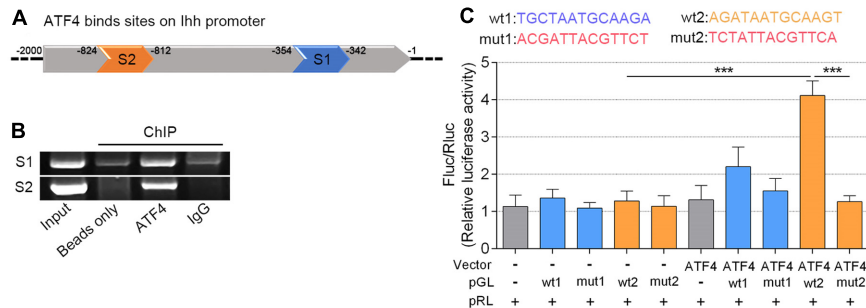 A ATF4 binds sites on Ihh promoter
-2000 -824 S2 -812 -354 S1 -342 -1
B
ChIP
S1
S2
Input Beads only ATF4 IgG
C
wt1:TGCTAATGCAAGA wt2:AGATAATGCAAGT
mut1:ACGATTACGTTCT mut2:TCTATTACGTTCA
*** ***
Fluc/Rluc
(Relative luciferase activity)
5
4
3
2
1
0
Vector - - - - - ATF4 ATF4 ATF4 ATF4 ATF4
pGL - wt1 mut1 wt2 mut2 - wt1 mut1 wt2 mut2
pRL + + + + + + + + + +